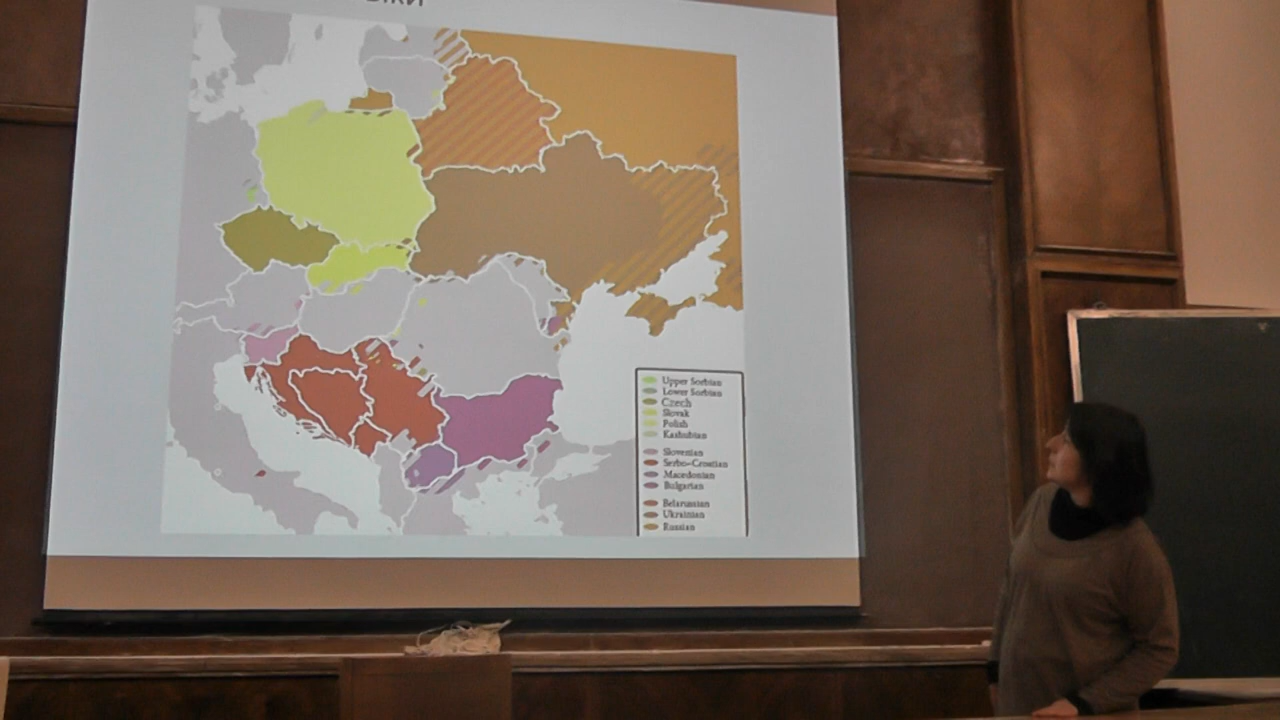 Upper Sorbian
Lower Sorbian
Czech
Slovak
Polish
Kashubian
Slovenian
Serbo-Croatian
Macedonian
Bulgarian
Belarusian
Ukrainian
Russian